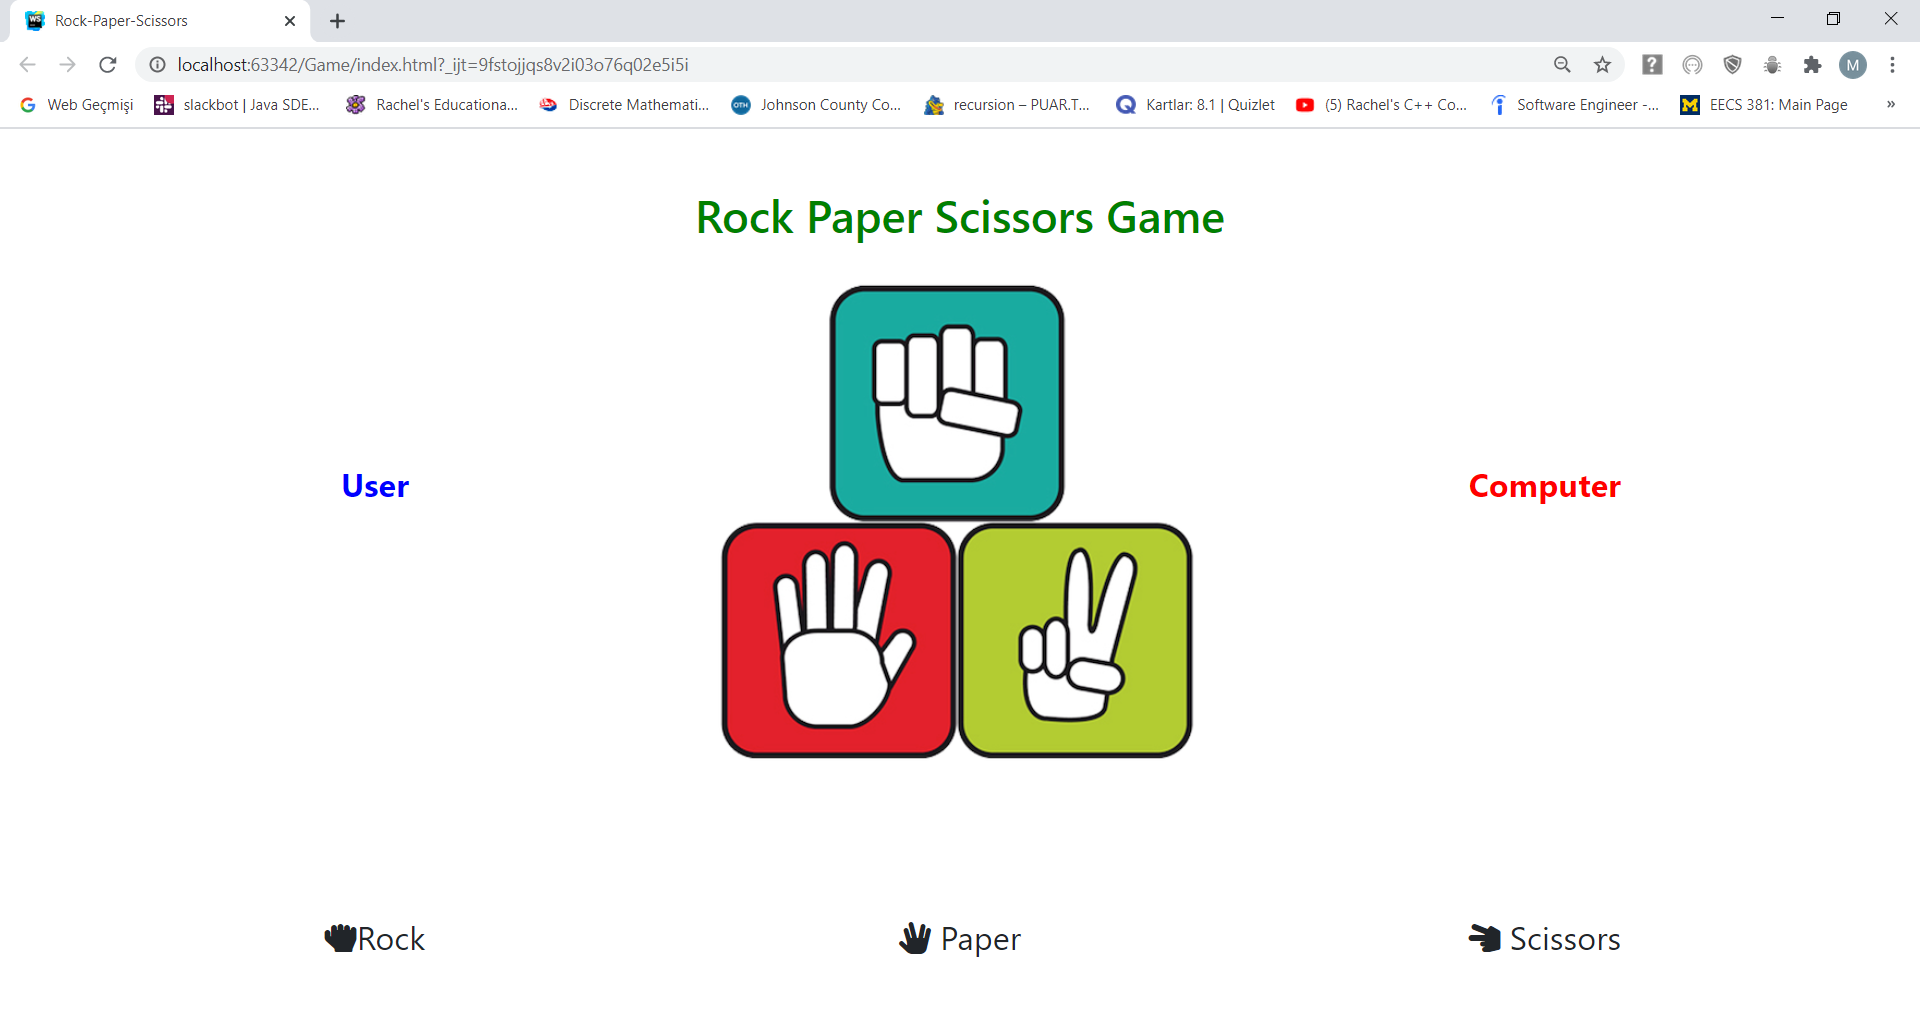 WS
Rock-Paper-Scissors
localhost:63342/Game/index.html?_ijt=9fstojjqs8v2i03o76q02e5i5i
M
Web Geçmişi
slackbot | Java SDE...
Rachel's Educationa...
Discrete Mathemati...
OTH
Johnson County Co...
recursion – PUAR.T...
Kartlar: 8.1 | Quizlet
(5) Rachel's C++ Co...
Software Engineer -...
M
EECS 381: Main Page
»
Rock Paper Scissors Game
User
Computer
Rock
Paper
Scissors